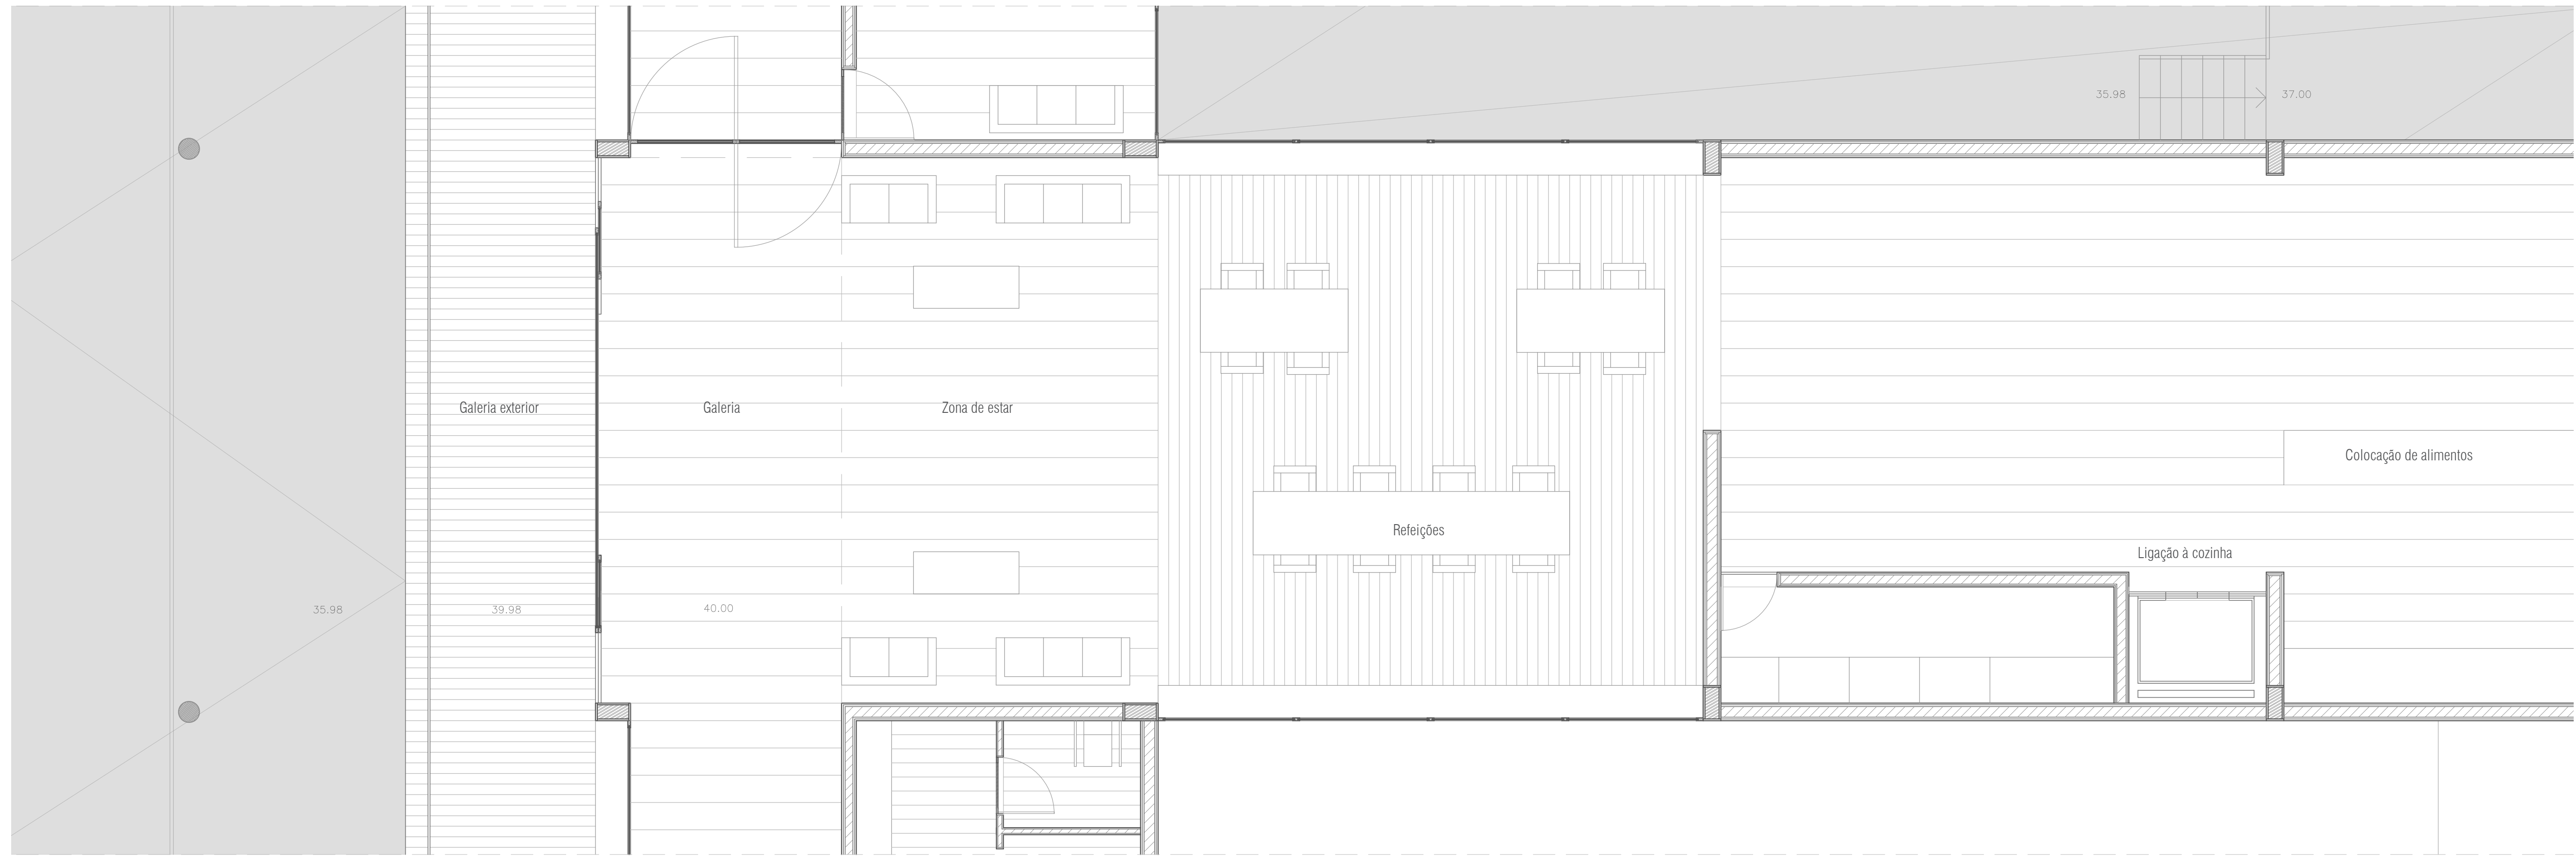 35.98
37.00
Galeria exterior
Galeria
Zona de estar
Colocação de alimentos
Refeições
Ligação à cozinha
35.98
39.98
40.00